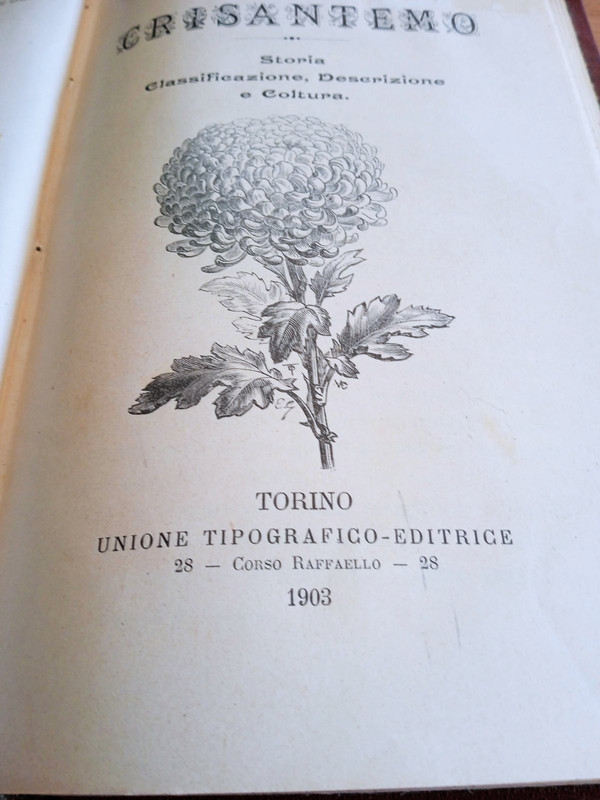 CRISANTEMO
Storia
Classificazione, Descrizione
e Coltura.
TORINO
UNIONE TIPOGRAFICO-EDITRICE
28 — CORSO RAFFAELLO — 28
1903